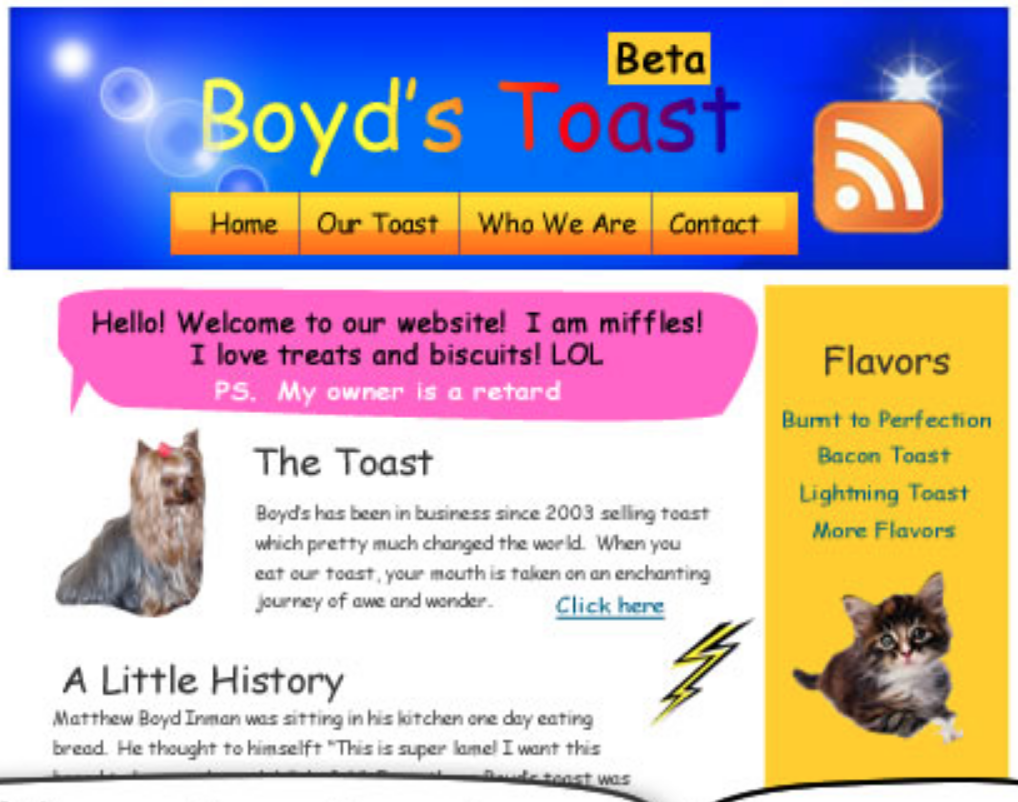 Beta
Boyd's Toast
Home Our Toast Who We Are Contact
Hello! Welcome to our website! I am miffles!
I love treats and biscuits! LOL
PS. My owner is a retard
The Toast
Boyd's has been in business since 2003 selling toast
which pretty much changed the world. When you
eat our toast, your mouth is taken on an enchanting
journey of awe and wonder. Click here
A Little History
Matthew Boyd Inman was sitting in his kitchen one day eating
bread. He thought to himselft "This is super lame! I want this
toast was
Flavors
Burnt to Perfection
Bacon Toast
Lightning Toast
More Flavors